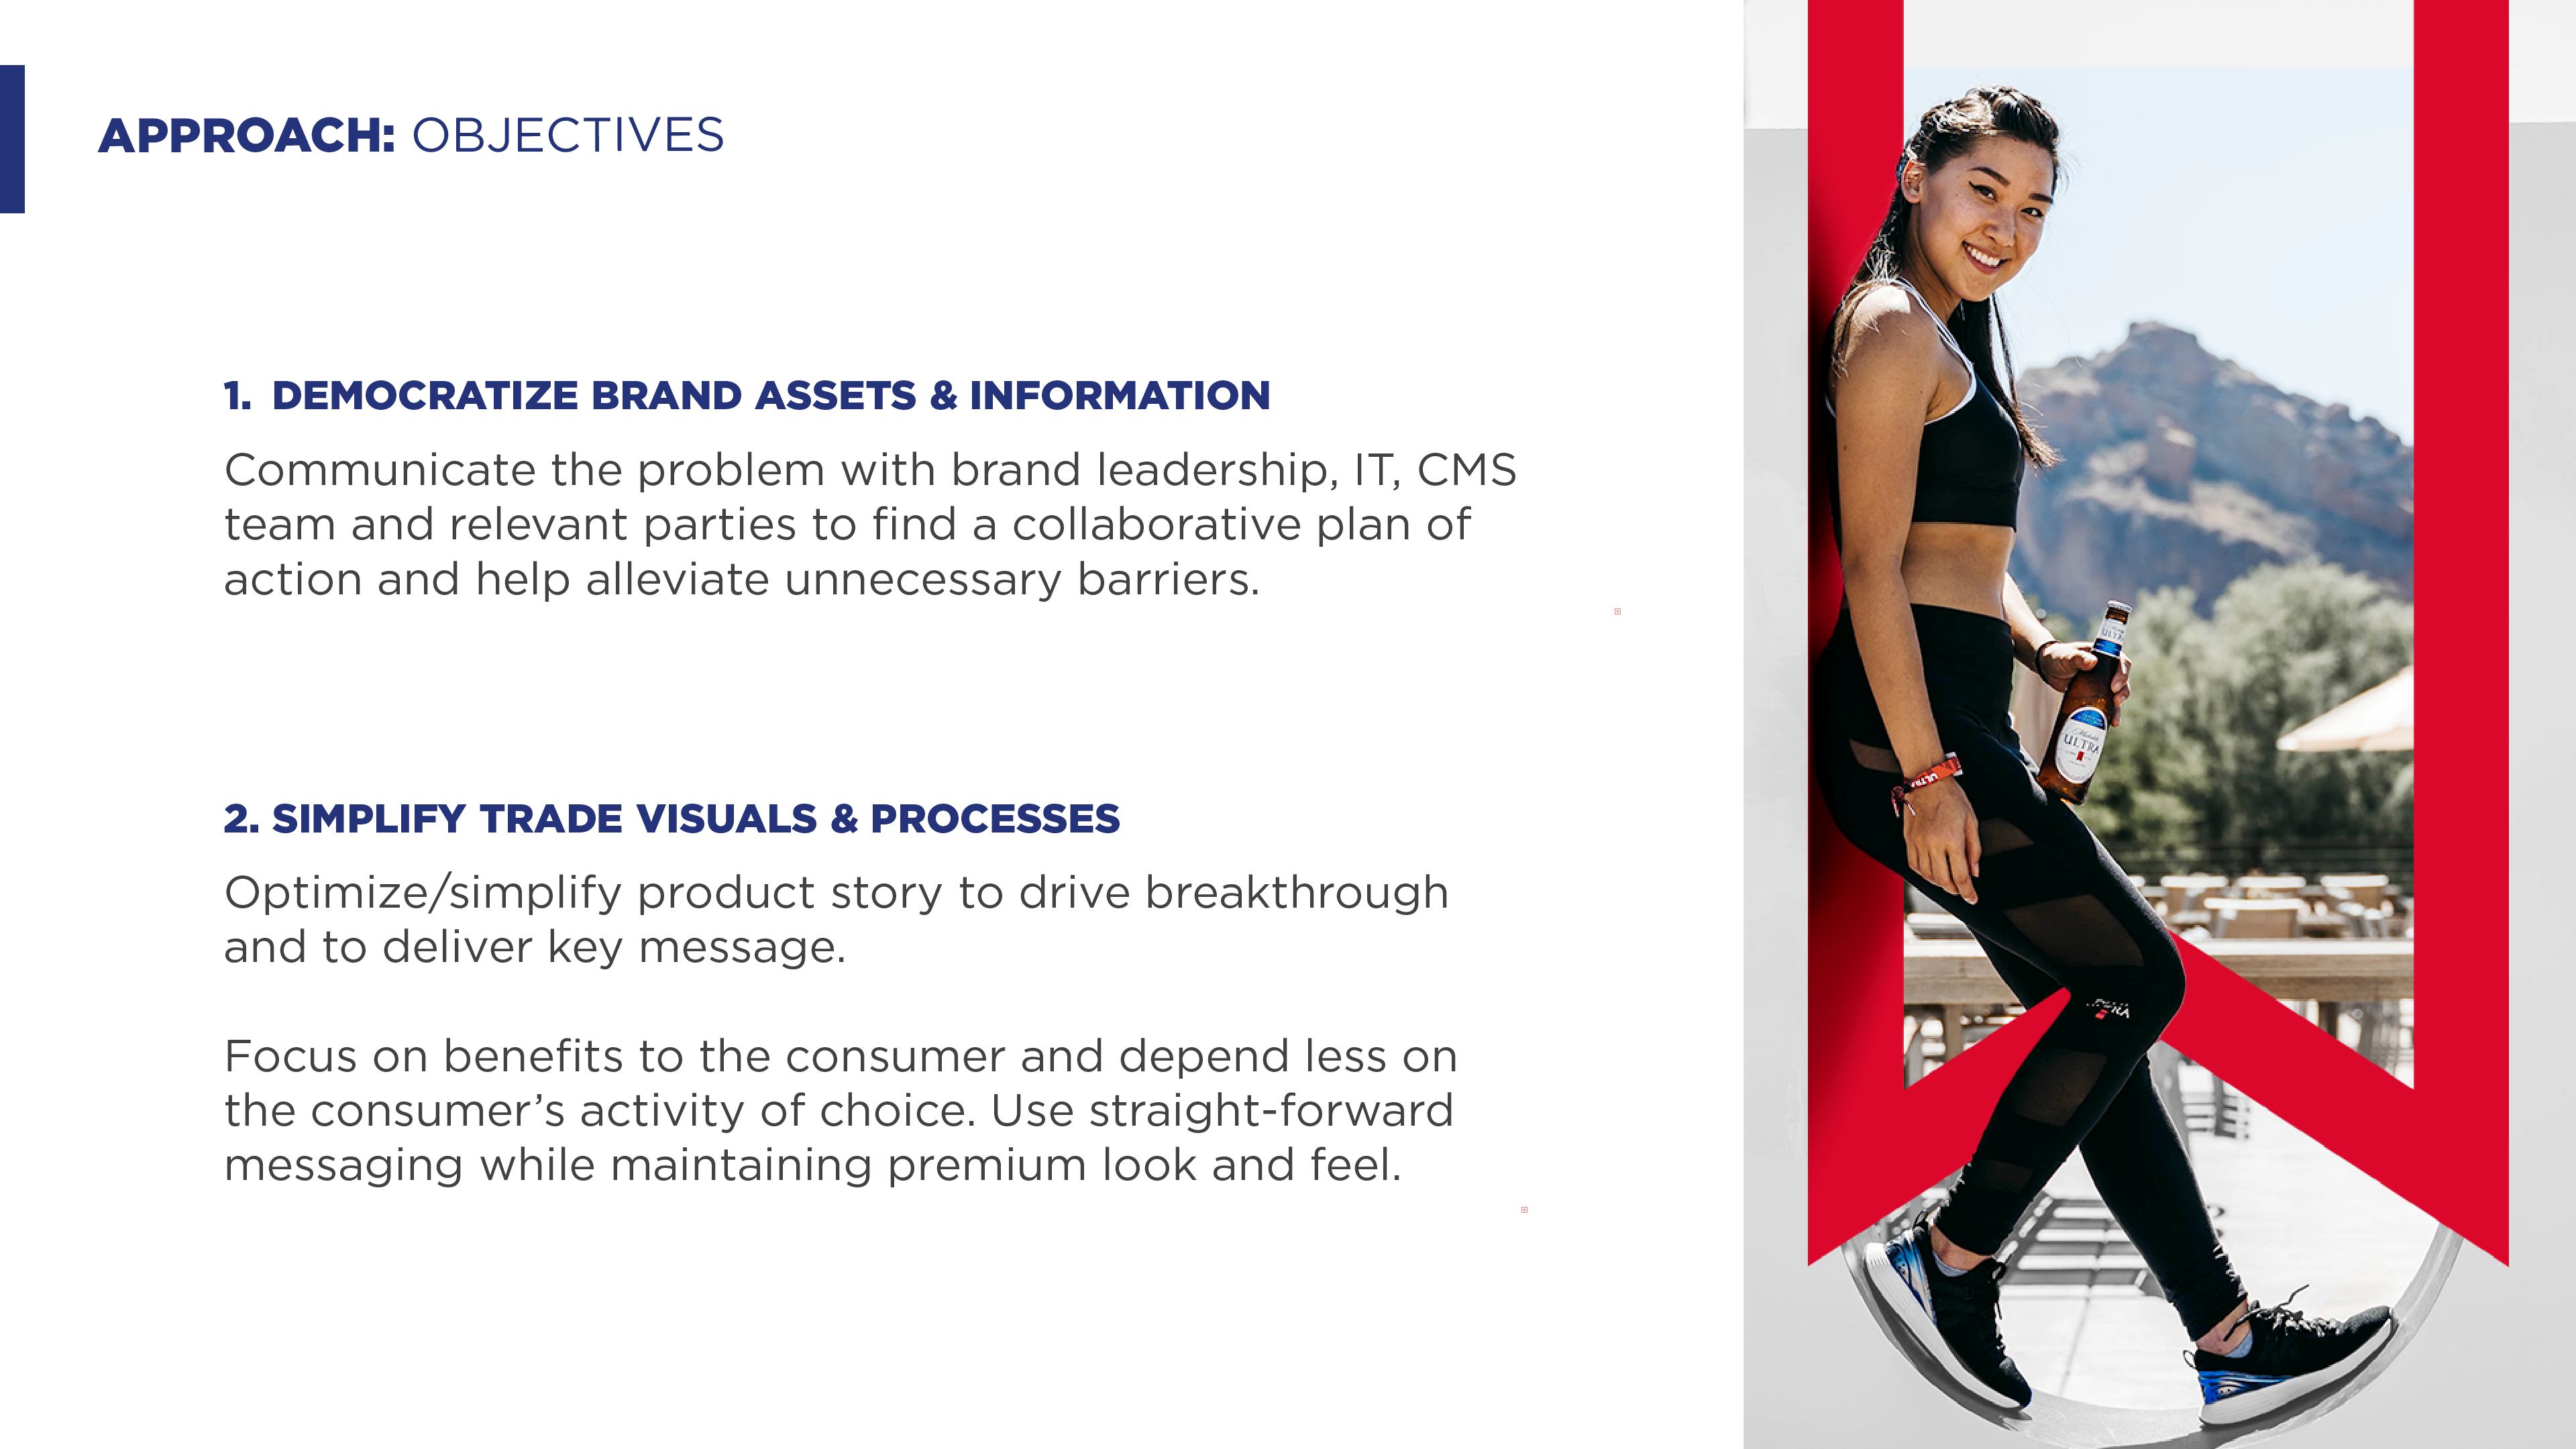 APPROACH: OBJECTIVES
1. DEMOCRATIZE BRAND ASSETS & INFORMATION
Communicate the problem with brand leadership, IT, CMS
team and relevant parties to find a collaborative plan of
action and help alleviate unnecessary barriers.
2. SIMPLIFY TRADE VISUALS & PROCESSES
Optimize/simplify product story to drive breakthrough
and to deliver key message.
Focus on benefits to the consumer and depend less on
the consumer’s activity of choice. Use straight-forward
messaging while maintaining premium look and feel.
ULTRA
Michelob
ULTRA
ULTRA